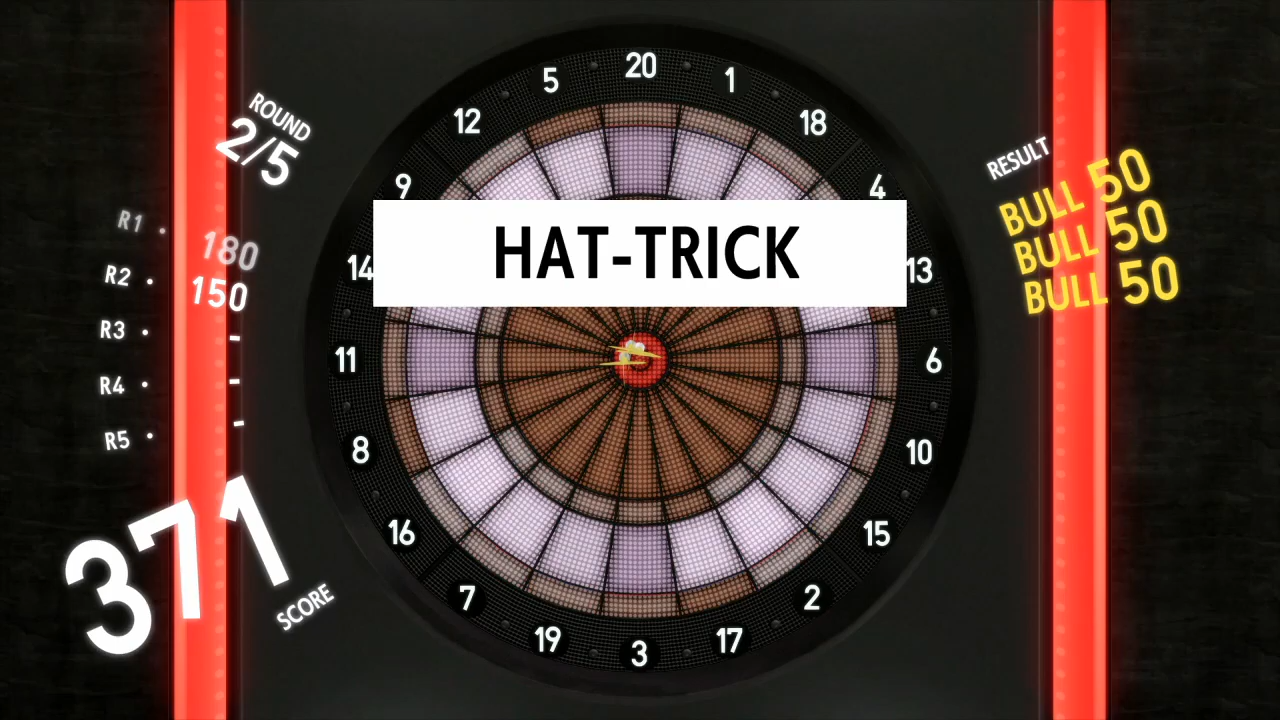 ROUND
2/5
R1 · 180
R2 · 150
R3 · -
R4 · -
R5 · -
371
SCORE
20
1
18
4
13
6
10
15
2
17
3
19
7
16
8
11
14
9
12
5
HAT-TRICK
RESULT
BULL 50
BULL 50
BULL 50